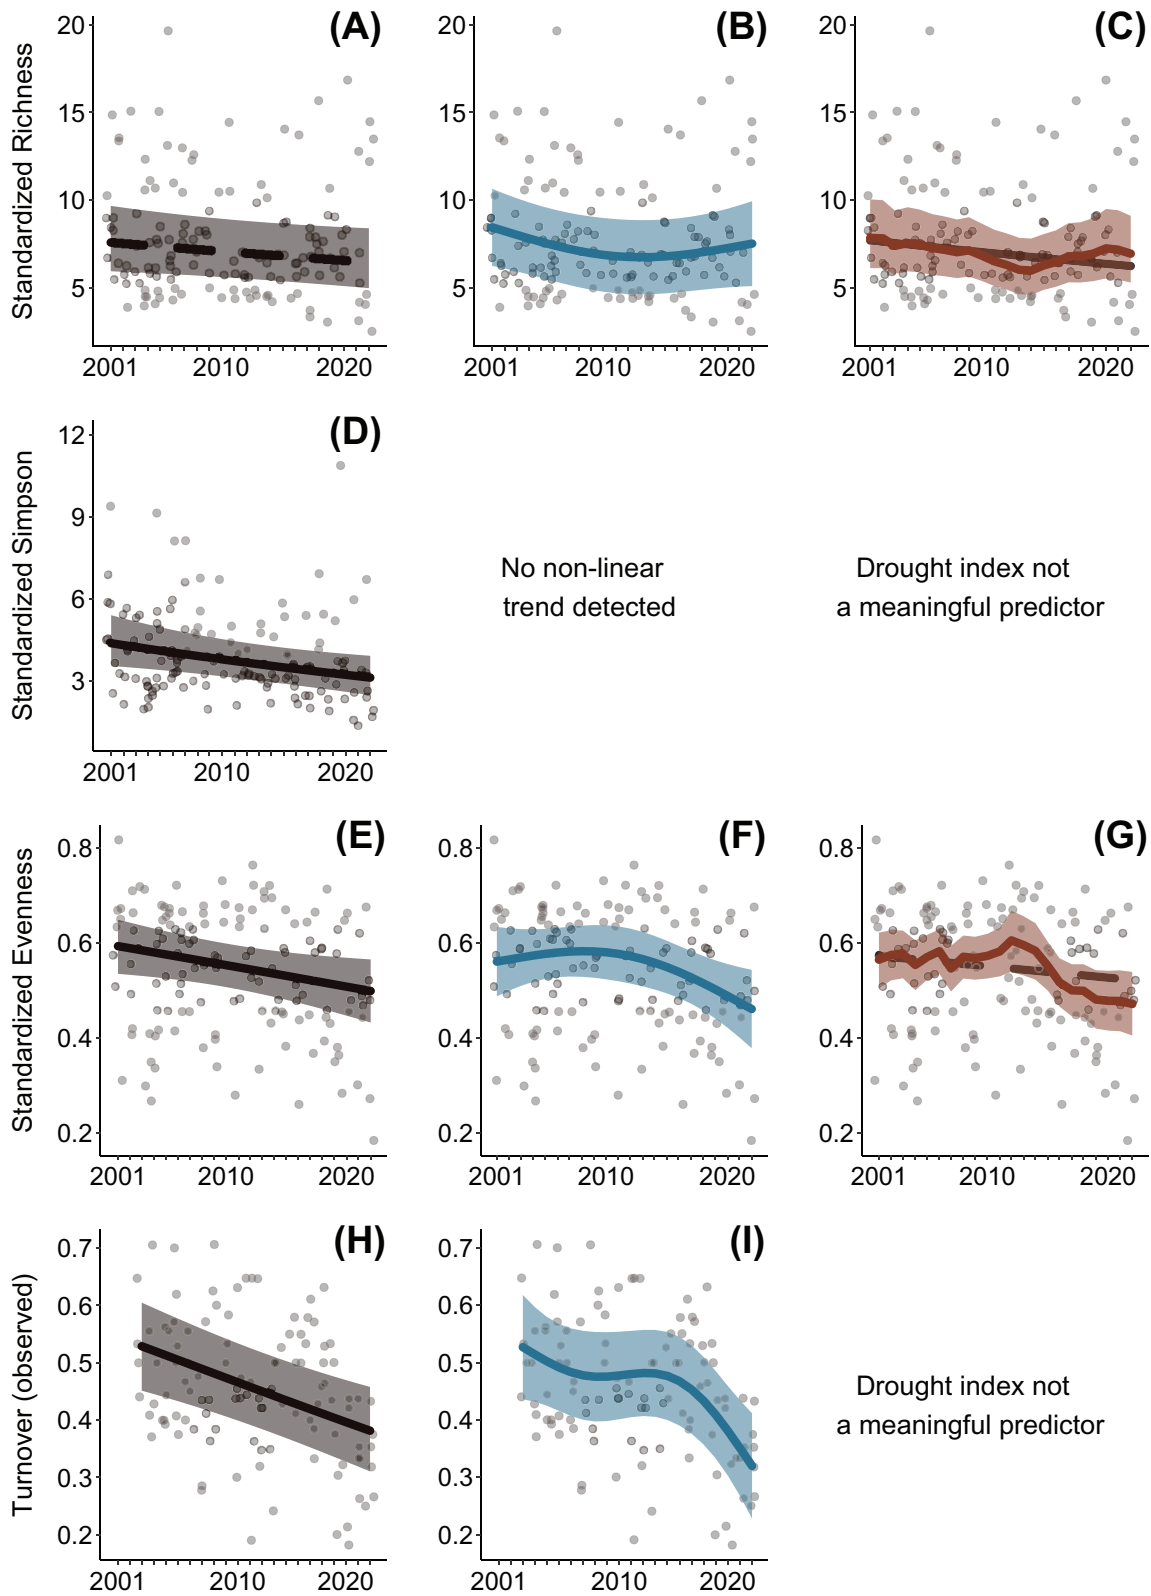 Standardized Richness
(A)
20
15
10
5
2001 2010 2020
(B)
20
15
10
5
2001 2010 2020
(C)
20
15
10
5
2001 2010 2020
Standardized Simpson
(D)
12
9
6
3
2001 2010 2020
No non-linear
trend detected
Drought index not
a meaningful predictor
Standardized Evenness
(E)
0.8
0.6
0.4
0.2
2001 2010 2020
(F)
0.8
0.6
0.4
0.2
2001 2010 2020
(G)
0.8
0.6
0.4
0.2
2001 2010 2020
Turnover (observed)
(H)
0.7
0.6
0.5
0.4
0.3
0.2
2001 2010 2020
(I)
0.7
0.6
0.5
0.4
0.3
0.2
2001 2010 2020
Drought index not
a meaningful predictor